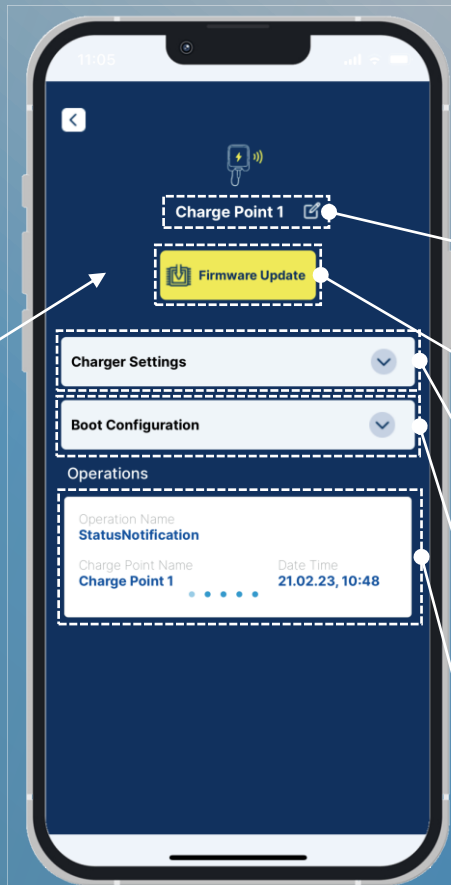 11:05
Charge Point 1
Firmware Update
Charger Settings
Boot Configuration
Operations
Operation Name
StatusNotification
Charge Point Name Date Time
Charge Point 1 21.02.23, 10:48